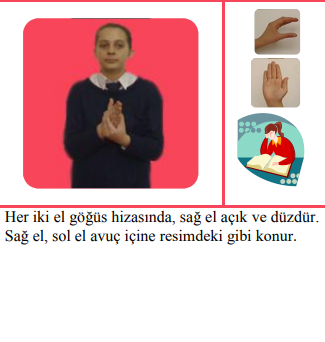 Her iki el göğüs hizasında, sağ el açık ve düzdür.
Sağ el, sol el avuç içine resimdeki gibi konur.